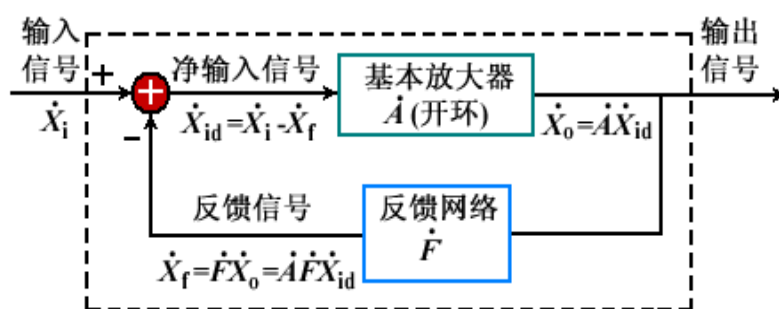 输入
信号
+
Ẋi
-
净输入信号
Ẋid=Ẋi-Ẋf
基本放大器
Ȧ(开环)
Ẋo=ȦẊid
输出
信号
反馈信号
Ẋf=ḞẊo=ȦḞẊid
反馈网络
Ḟ